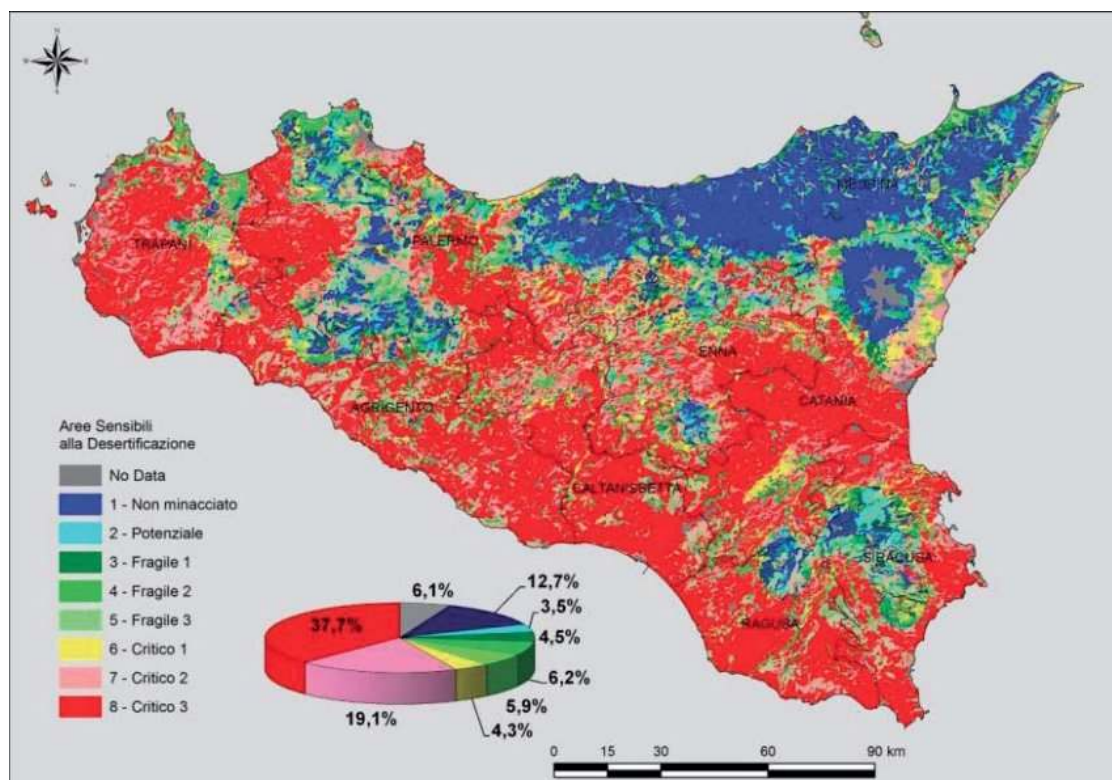 N
W
E
S
MESSINA
TRAPANI
PALERMO
ENNA
CATANIA
AGRIGENTO
CALTANISSETTA
SIRACUSA
RAGUSA
Aree Sensibili
alla Desertificazione
No Data
1 - Non minacciato
2 - Potenziale
3 - Fragile 1
4 - Fragile 2
5 - Fragile 3
6 - Critico 1
7 - Critico 2
8 - Critico 3
6,1%
12,7%
3,5%
4,5%
6,2%
5,9%
4,3%
19,1%
37,7%
0 15 30 60 90 km